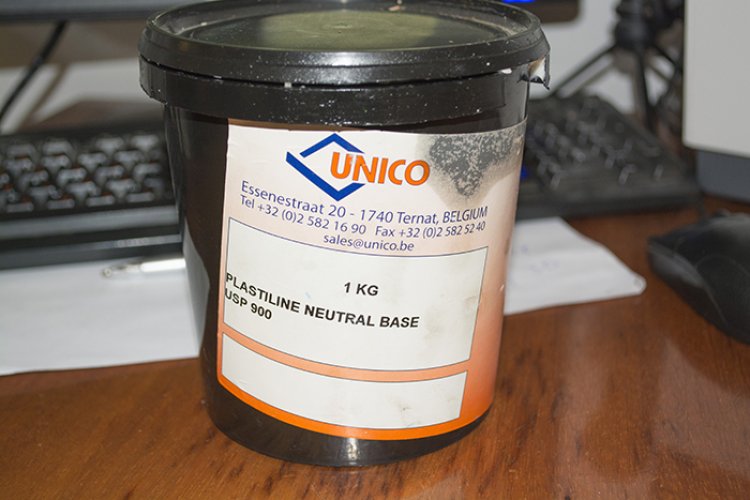 UNICO
Essenestraat 20 - 1740 Ternat, BELGIUM
Tel +32 (0)2 582 16 90 Fax +32 (0)2 582 52 40
sales@unico.be
1 KG
PLASTILINE NEUTRAL BASE
USP 900